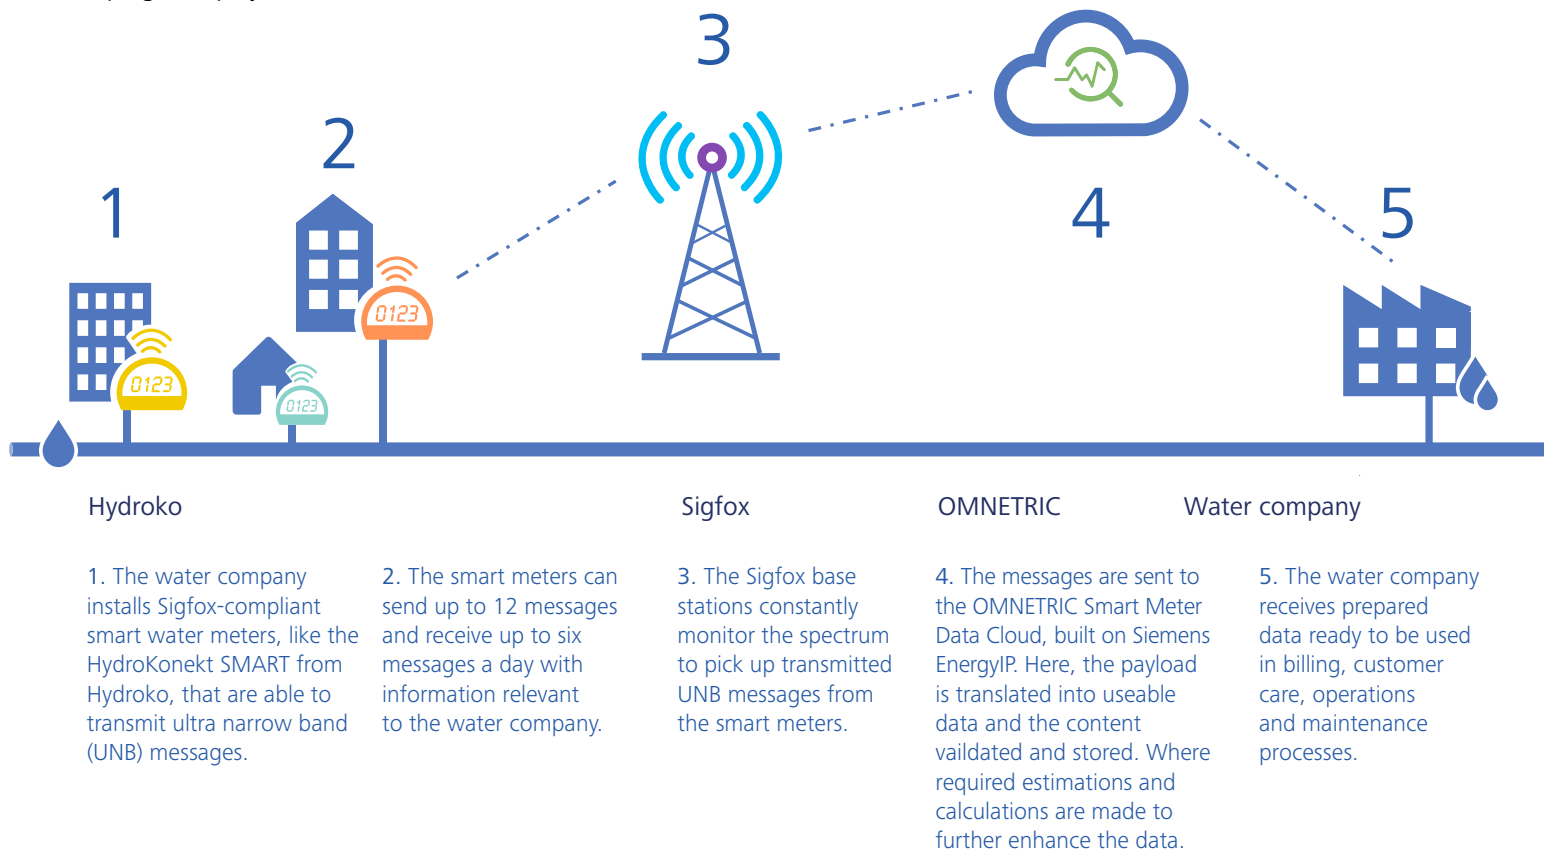 3
2
1
4
5
0123
0123
0123
Hydroko
Sigfox
OMNETRIC
Water company
1. The water company
installs Sigfox-compliant
smart water meters, like the
HydroKonekt SMART from
Hydroko, that are able to
transmit ultra narrow band
(UNB) messages.
2. The smart meters can
send up to 12 messages
and receive up to six
messages a day with
information relevant
to the water company.
3. The Sigfox base
stations constantly
monitor the spectrum
to pick up transmitted
UNB messages from
the smart meters.
4. The messages are sent to
the OMNETRIC Smart Meter
Data Cloud, built on Siemens
EnergyIP. Here, the payload
is translated into useable
data and the content
vaildated and stored. Where
required estimations and
calculations are made to
further enhance the data.
5. The water company
receives prepared
data ready to be used
in billing, customer
care, operations
and maintenance
processes.